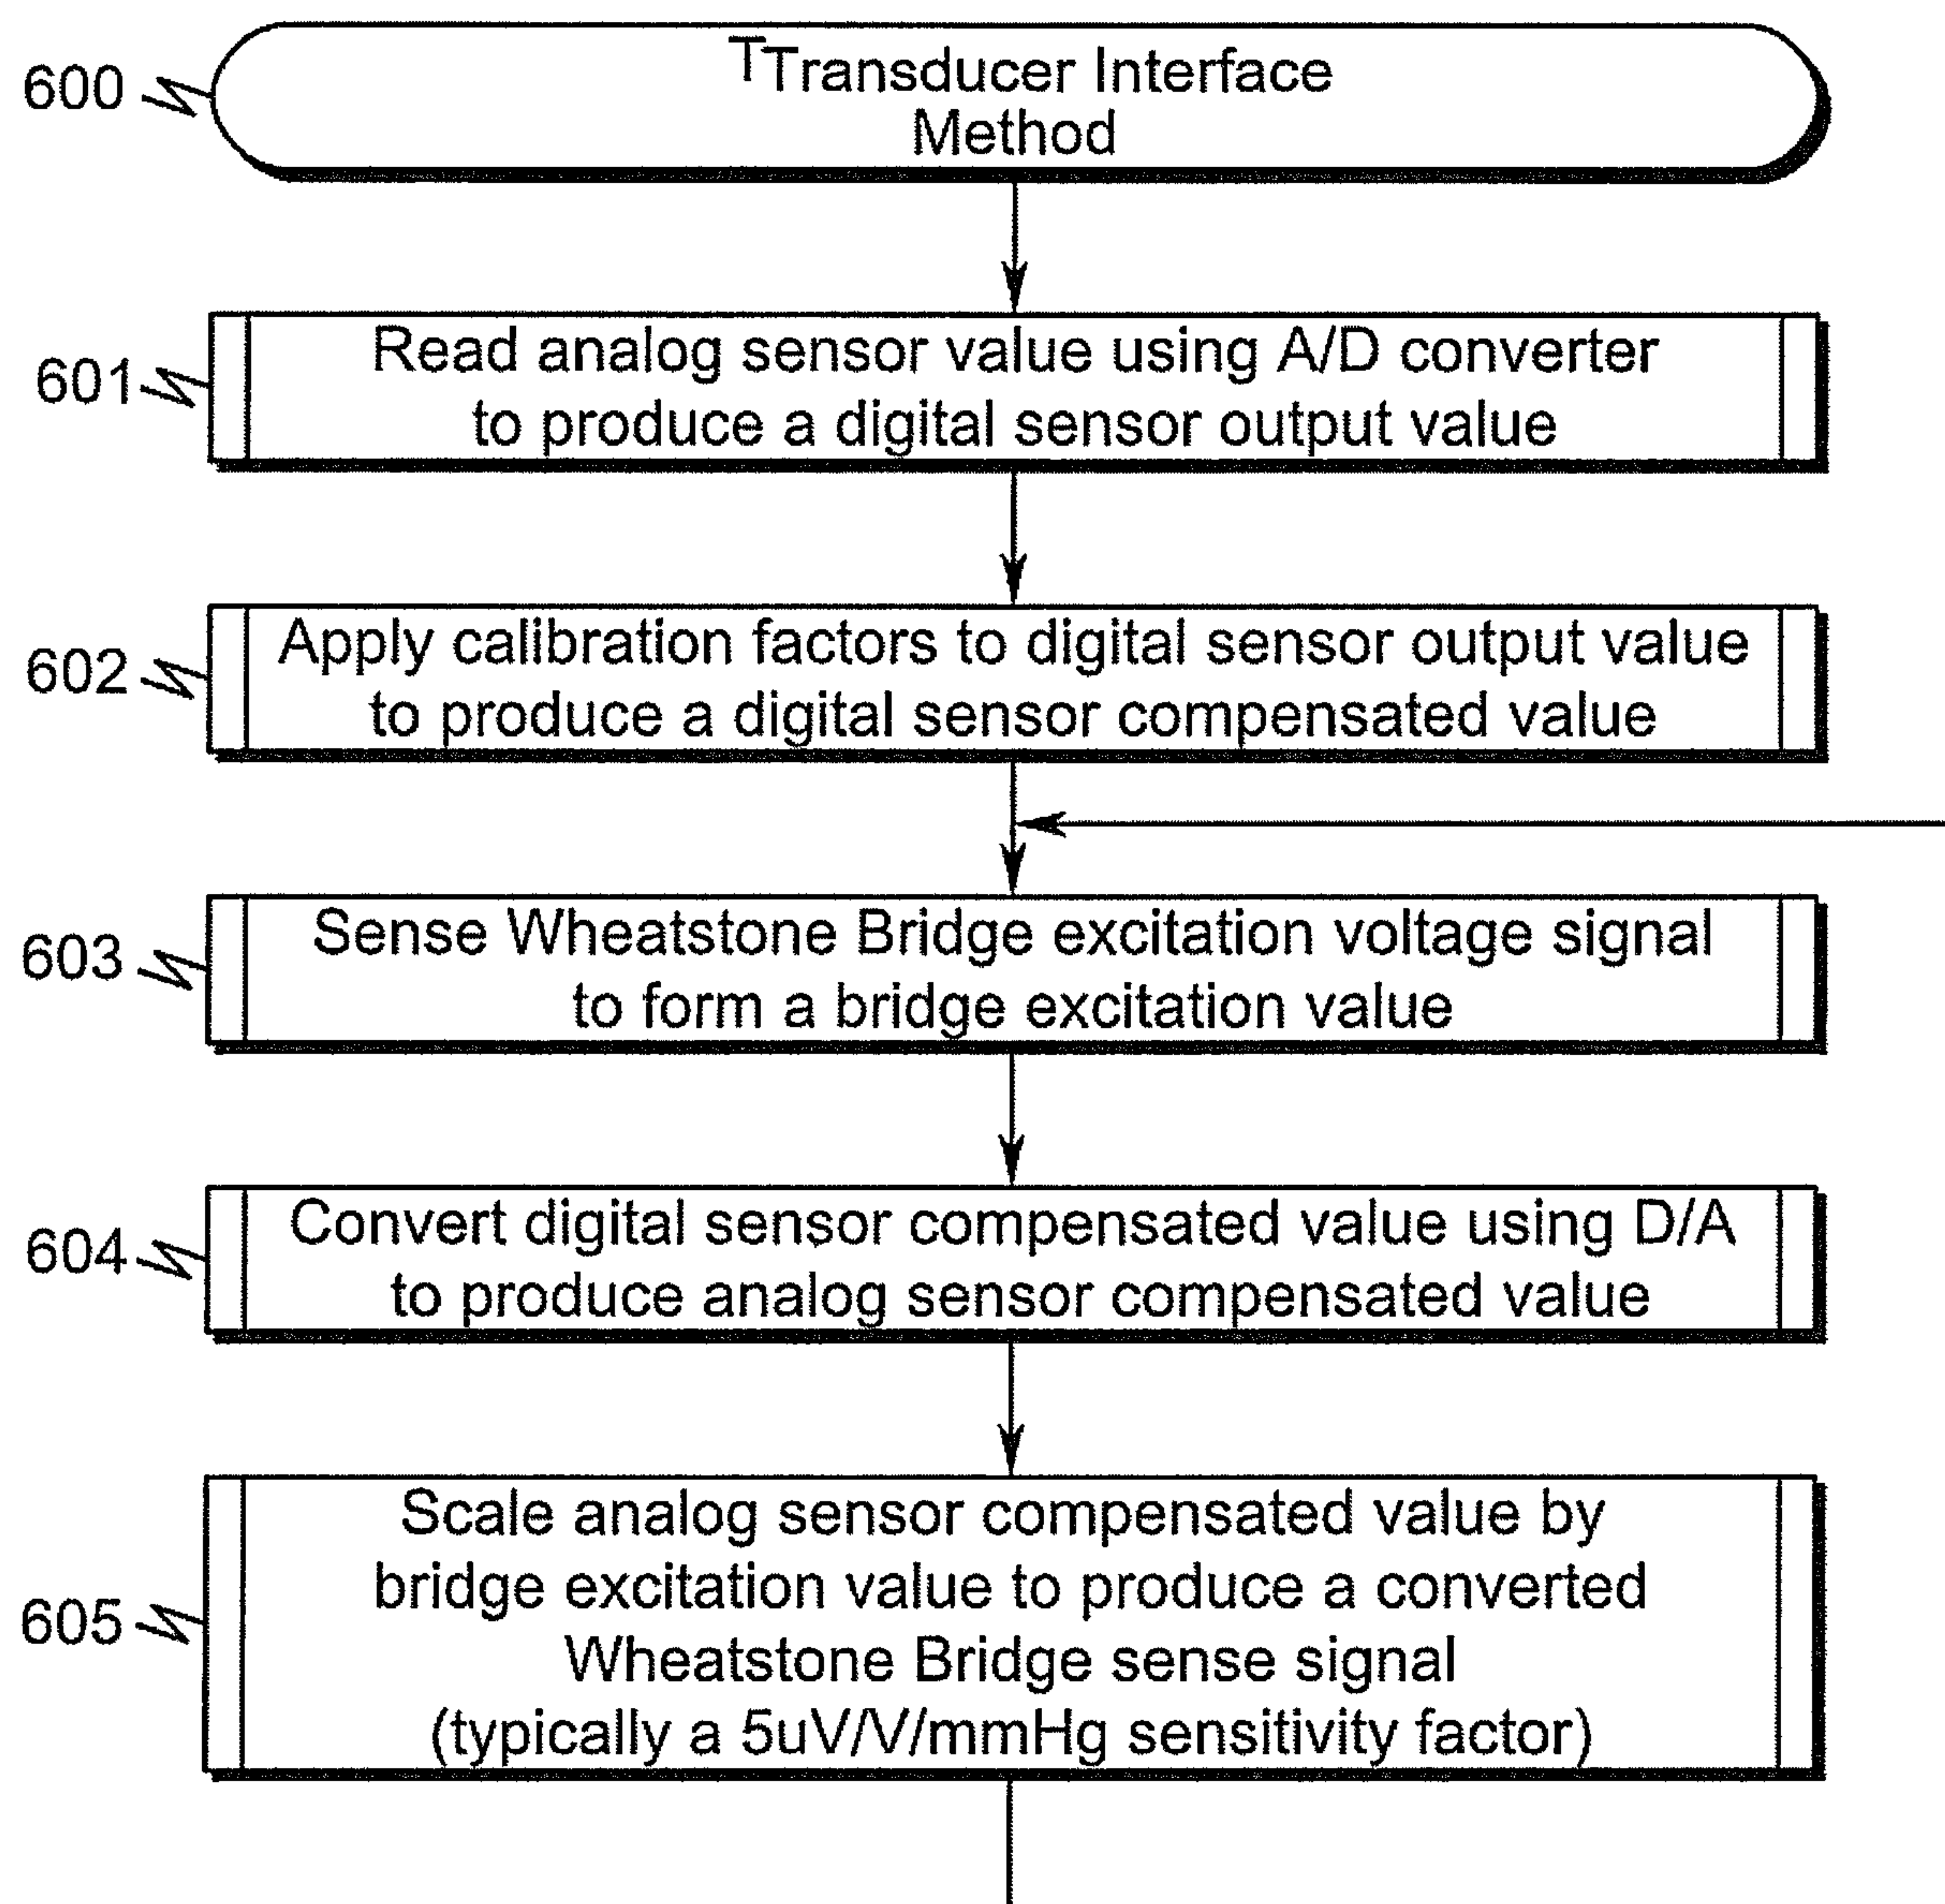 600
TTransducer Interface
Method
601
Read analog sensor value using A/D converter
to produce a digital sensor output value
602
Apply calibration factors to digital sensor output value
to produce a digital sensor compensated value
603
Sense Wheatstone Bridge excitation voltage signal
to form a bridge excitation value
604
Convert digital sensor compensated value using D/A
to produce analog sensor compensated value
605
Scale analog sensor compensated value by
bridge excitation value to produce a converted
Wheatstone Bridge sense signal
(typically a 5uV/V/mmHg sensitivity factor)